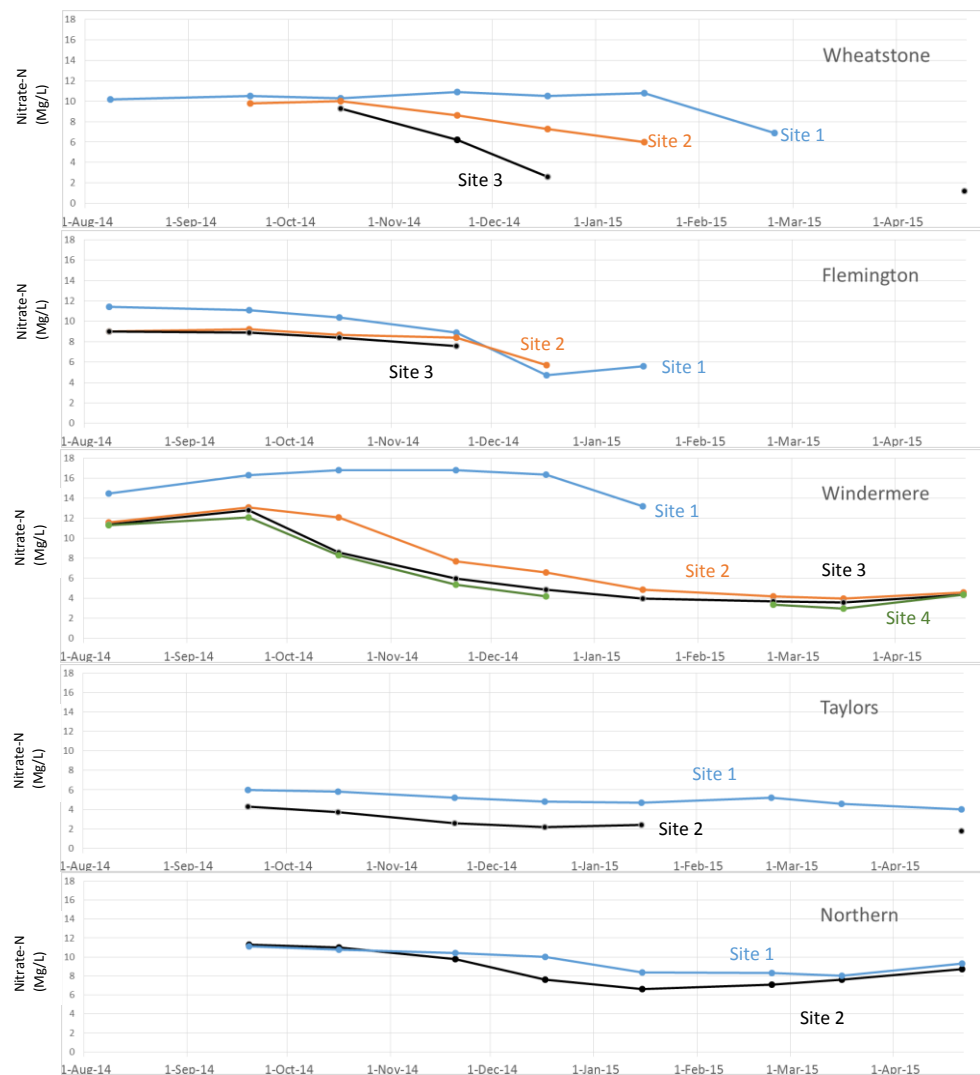 18
16
14
12
10
8
6
4
2
0
Nitrate-N
(Mg/L)
Wheatstone
Site 1
Site 2
Site 3
1-Aug-14 1-Sep-14 1-Oct-14 1-Nov-14 1-Dec-14 1-Jan-15 1-Feb-15 1-Mar-15 1-Apr-15
18
16
14
12
10
8
6
4
2
0
Nitrate-N
(Mg/L)
Flemington
Site 2
Site 3
Site 1
1-Aug-14 1-Sep-14 1-Oct-14 1-Nov-14 1-Dec-14 1-Jan-15 1-Feb-15 1-Mar-15 1-Apr-15
18
16
14
12
10
8
6
4
2
0
Nitrate-N
(Mg/L)
Windermere
Site 1
Site 2
Site 3
Site 4
1-Aug-14 1-Sep-14 1-Oct-14 1-Nov-14 1-Dec-14 1-Jan-15 1-Feb-15 1-Mar-15 1-Apr-15
18
16
14
12
10
8
6
4
2
0
Nitrate-N
(Mg/L)
Taylors
Site 1
Site 2
1-Aug-14 1-Sep-14 1-Oct-14 1-Nov-14 1-Dec-14 1-Jan-15 1-Feb-15 1-Mar-15 1-Apr-15
18
16
14
12
10
8
6
4
2
0
Nitrate-N
(Mg/L)
Northern
Site 1
Site 2
1-Aug-14 1-Sep-14 1-Oct-14 1-Nov-14 1-Dec-14 1-Jan-15 1-Feb-15 1-Mar-15 1-Apr-15